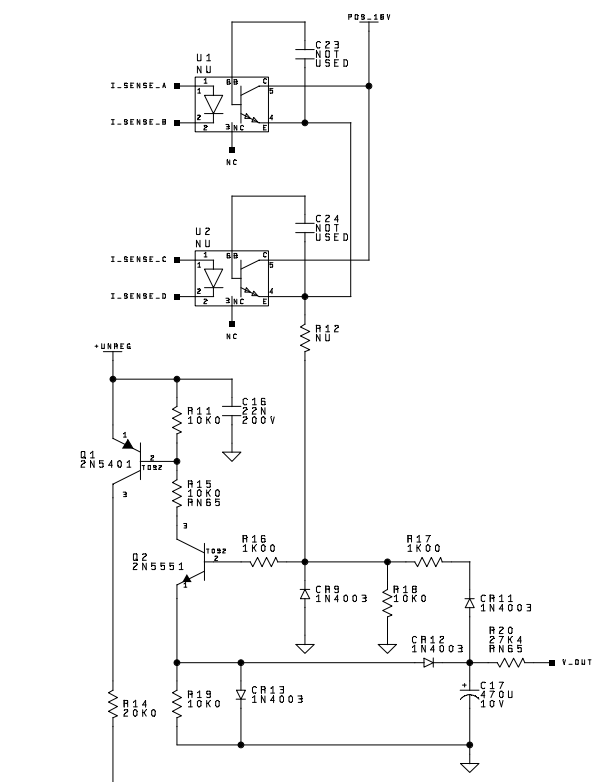 POS_16V
C23
NOT
USED
U1
NU
I_SENSE_A
1
1
6
B
C
5
I_SENSE_B
2
2
3
NC
E
4
NC
C24
NOT
USED
U2
NU
I_SENSE_C
1
1
6
B
C
5
I_SENSE_D
2
2
3
NC
E
4
NC
R12
NU
+UNREG
R11
10K0
C16
22N
200V
1
Q1
2N5401
2
TO92
3
R15
10K0
RN65
3
Q2
2N5551
TO92
2
1
R16
1K00
R17
1K00
CR9
1N4003
R18
10K0
CR11
1N4003
CR12
1N4003
R20
27K4
RN65
V_OUT
R14
20K0
R19
10K0
CR13
1N4003
+
C17
470U
10V